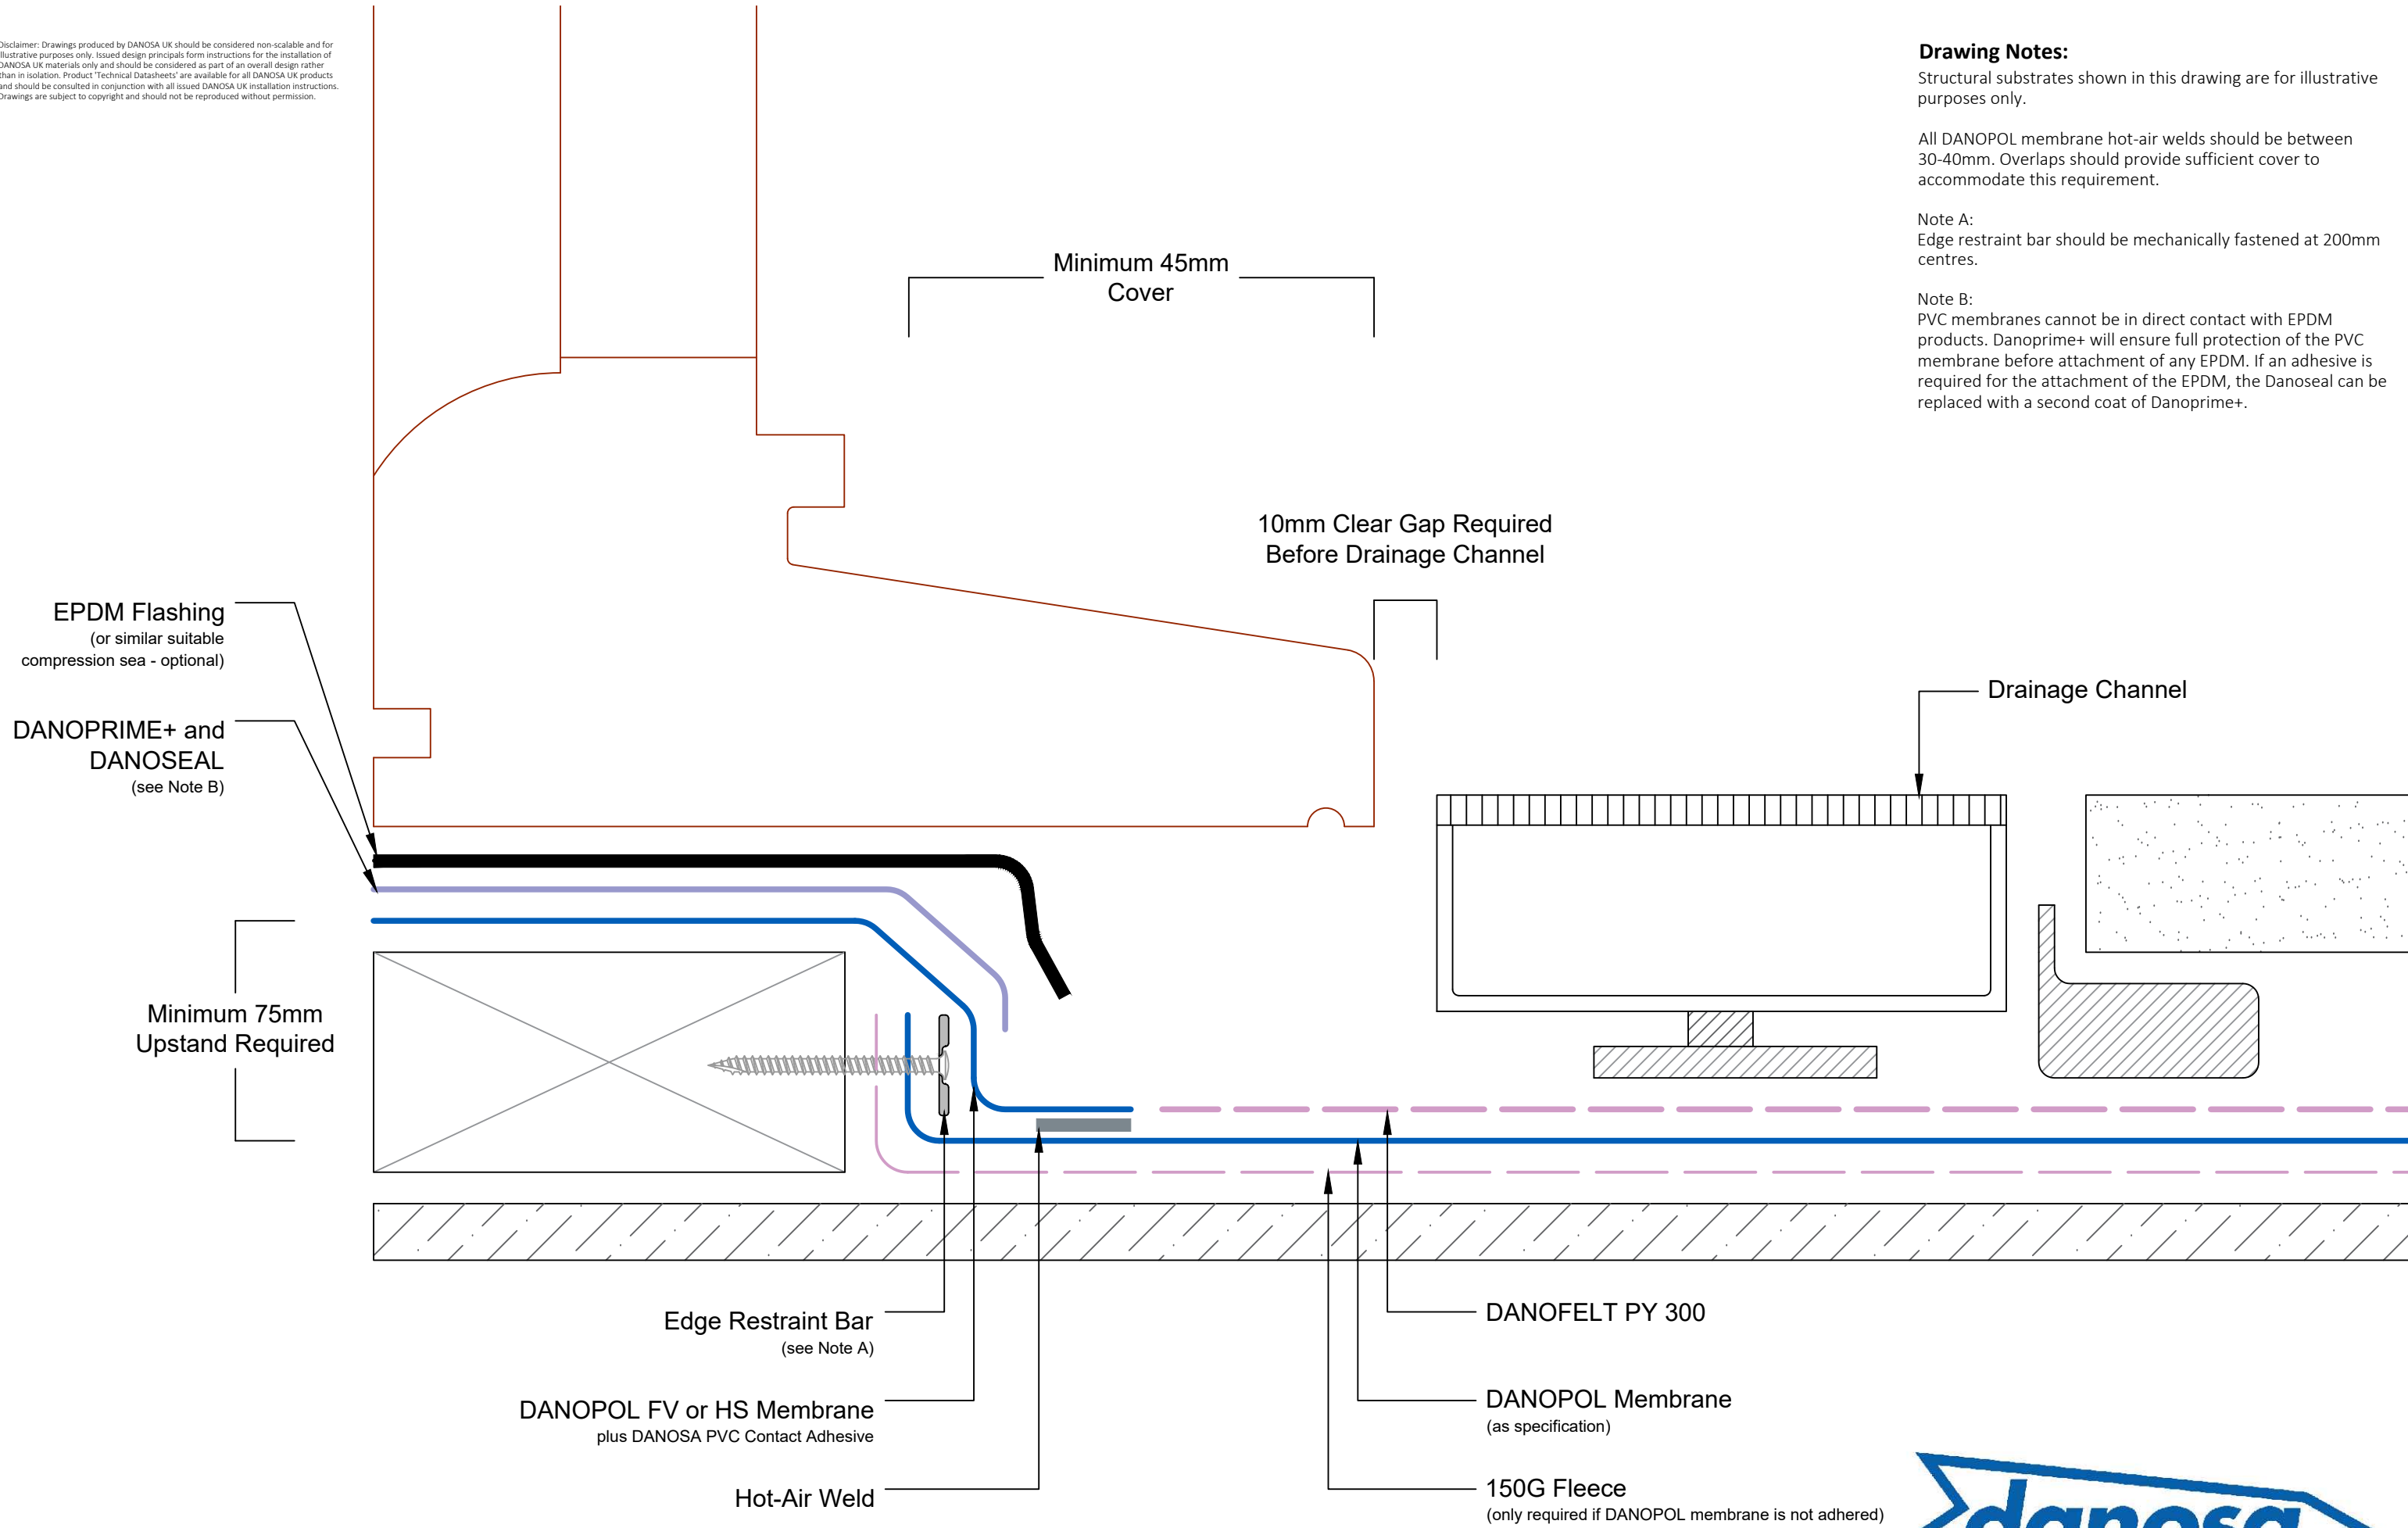 Disclaimer: Drawings produced by DANOSA UK should be considered non-scalable and for
illustrative purposes only. Issued design principals form instructions for the installation of
DANOSA UK materials only and should be considered as part of an overall design rather
than in isolation. Product 'Technical Datasheets' are available for all DANOSA UK products
and should be consulted in conjunction with all issued DANOSA UK installation instructions.
Drawings are subject to copyright and should not be reproduced without permission.
Drawing Notes:
Structural substrates shown in this drawing are for illustrative
purposes only.
All DANOPOL membrane hot-air welds should be between
30-40mm. Overlaps should provide sufficient cover to
accommodate this requirement.
Note A:
Edge restraint bar should be mechanically fastened at 200mm
centres.
Note B:
PVC membranes cannot be in direct contact with EPDM
products. Danoprime+ will ensure full protection of the PVC
membrane before attachment of any EPDM. If an adhesive is
required for the attachment of the EPDM, the Danoseal can be
replaced with a second coat of Danoprime+.
Minimum 45mm
Cover
10mm Clear Gap Required
Before Drainage Channel
EPDM Flashing
(or similar suitable
compression sea - optional)
DANOPRIME+ and
DANOSEAL
(see Note B)
Drainage Channel
Minimum 75mm
Upstand Required
Edge Restraint Bar
(see Note A)
DANOPOL FV or HS Membrane
plus DANOSA PVC Contact Adhesive
Hot-Air Weld
DANOFELT PY 300
DANOPOL Membrane
(as specification)
150G Fleece
(only required if DANOPOL membrane is not adhered)
danosa